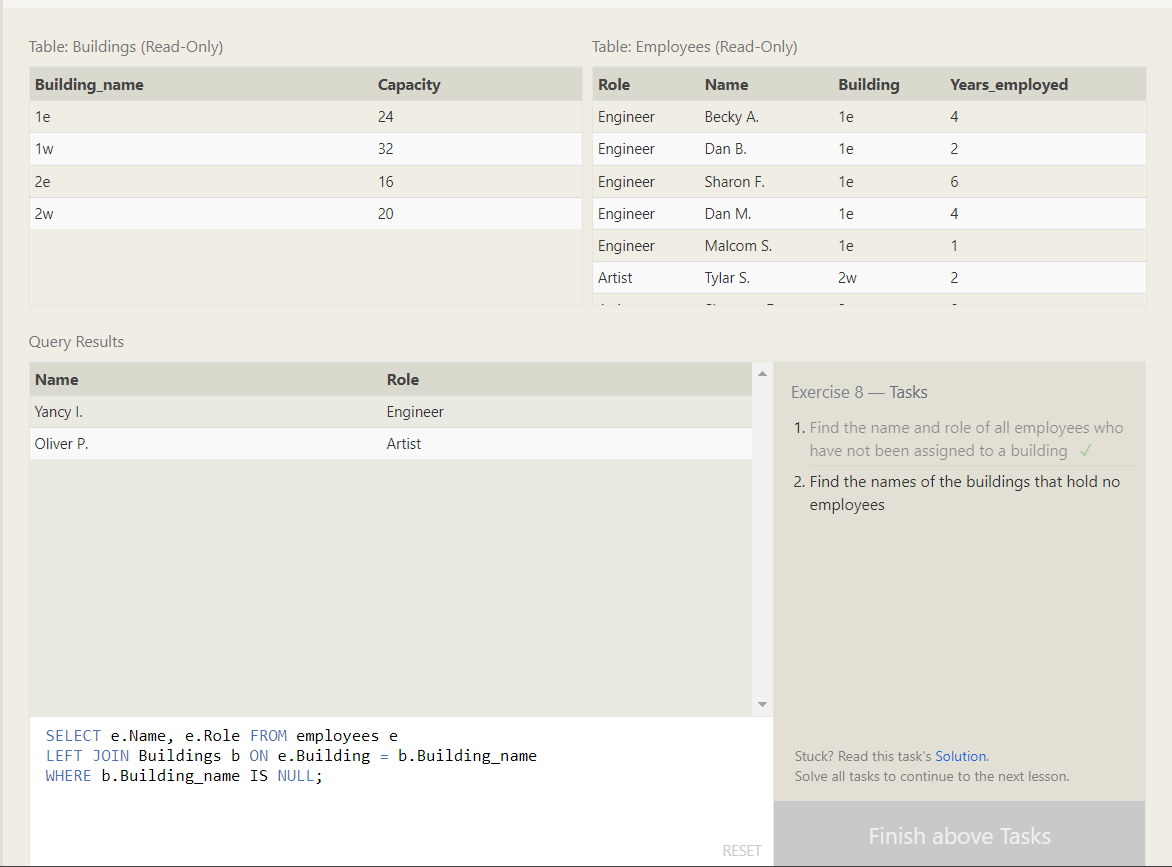 Table: Buildings (Read-Only)
Building_name Capacity
1e 24
1w 32
2e 16
2w 20
Table: Employees (Read-Only)
Role Name Building Years_employed
Engineer Becky A. 1e 4
Engineer Dan B. 1e 2
Engineer Sharon F. 1e 6
Engineer Dan M. 1e 4
Engineer Malcom S. 1e 1
Artist Tylar S. 2w 2
Query Results
Name Role
Yancy I. Engineer
Oliver P. Artist
SELECT e.Name, e.Role FROM employees e
LEFT JOIN Buildings b ON e.Building = b.Building_name
WHERE b.Building_name IS NULL;
RESET
Exercise 8 — Tasks
1. Find the name and role of all employees who
have not been assigned to a building ✓
2. Find the names of the buildings that hold no
employees
Stuck? Read this task's Solution.
Solve all tasks to continue to the next lesson.
Finish above Tasks